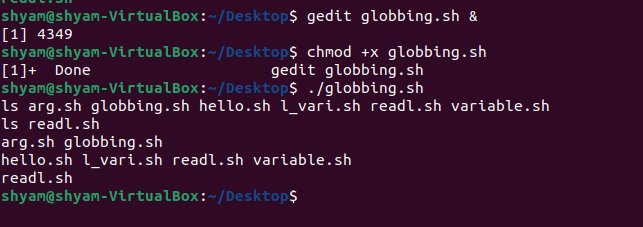 shyam@shyam-VirtualBox:~/Desktop$ gedit globbing.sh &
[1] 4349
shyam@shyam-VirtualBox:~/Desktop$ chmod +x globbing.sh
[1]+  Done                    gedit globbing.sh
shyam@shyam-VirtualBox:~/Desktop$ ./globbing.sh
ls arg.sh globbing.sh hello.sh l_vari.sh readl.sh variable.sh
ls readl.sh
arg.sh globbing.sh
hello.sh l_vari.sh readl.sh variable.sh
readl.sh
shyam@shyam-VirtualBox:~/Desktop$